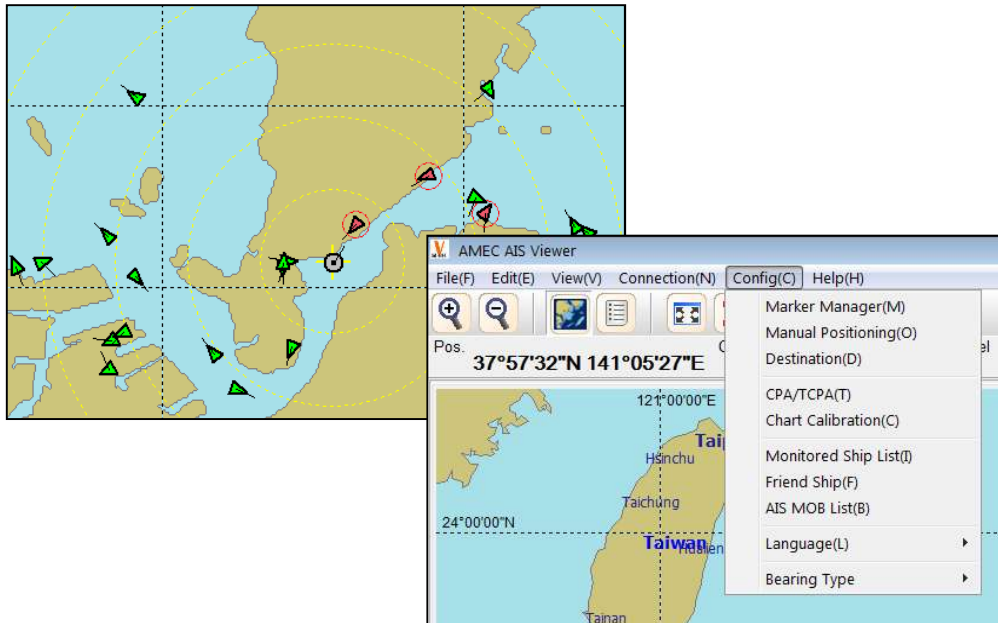 AMEC AIS Viewer
File(F) Edit(E) View(V) Connection(N) Config(C) Help(H)
Marker Manager(M)
Manual Positioning(O)
Destination(D)
CPA/TCPA(T)
Chart Calibration(C)
Monitored Ship List(I)
Friend Ship(F)
AIS MOB List(B)
Language(L)
Bearing Type
Pos.
37°57'32"N 141°05'27"E
121°00'00"E
Hsinchu
Taichung
24°00'00"N
Taiwan
Tainan